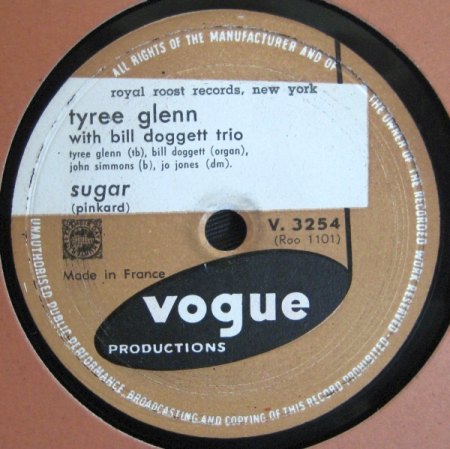 ALL RIGHTS OF THE MANUFACTURER AND OF THE OWNER OF THE RECORDED WORK RESERVED
royal roost records, new york
tyree glenn
with bill doggett trio
tyree glenn (tb), bill doggett (organ),
john simmons (b), jo jones (dm).
sugar
(pinkard)
V. 3254
(Roo 1101)
Made in France
vogue
PRODUCTIONS
UNAUTHORISED PUBLIC PERFORMANCE, BROADCASTING AND COPYING OF THIS RECORD PROHIBITED·